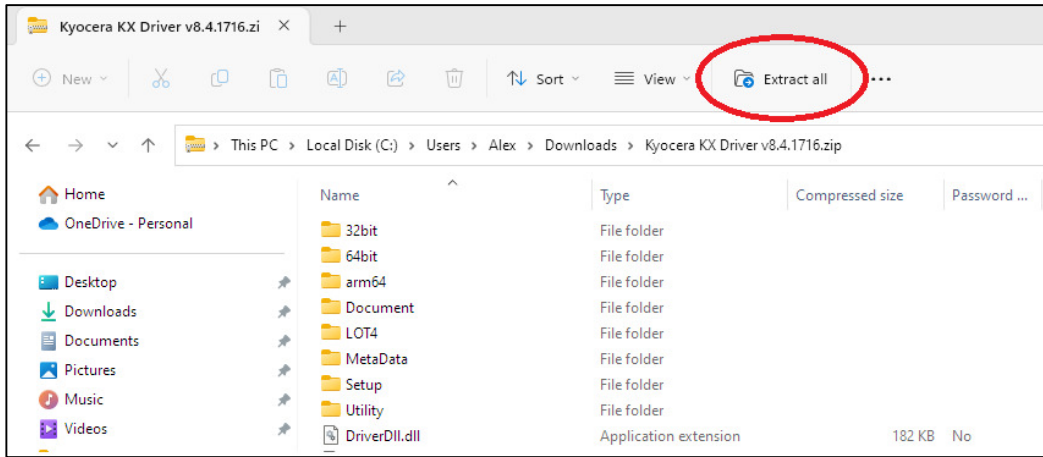 Kyocera KX Driver v8.4.1716.zi
New
Sort
View
Extract all
This PC > Local Disk (C:) > Users > Alex > Downloads > Kyocera KX Driver v8.4.1716.zip
Home
OneDrive - Personal
Desktop
Downloads
Documents
Pictures
Music
Videos
Name Type Compressed size Password ...
32bit File folder
64bit File folder
arm64 File folder
Document File folder
LOT4 File folder
MetaData File folder
Setup File folder
Utility File folder
DriverDll.dll Application extension 182 KB No